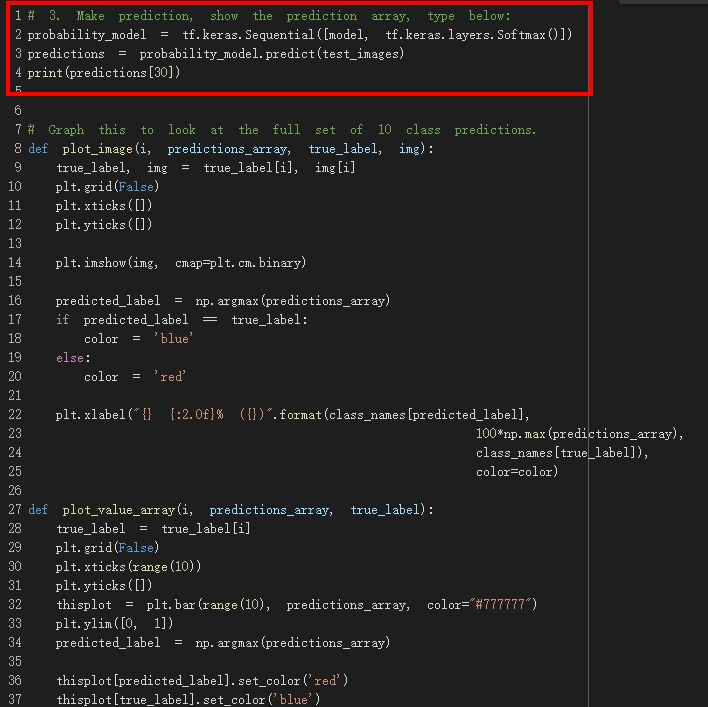 1 # 3. Make prediction, show the prediction array, type below:
2 probability_model = tf.keras.Sequential([model, tf.keras.layers.Softmax()])
3 predictions = probability_model.predict(test_images)
4 print(predictions[30])
5
6
7 # Graph this to look at the full set of 10 class predictions.
8 def plot_image(i, predictions_array, true_label, img):
9     true_label, img = true_label[i], img[i]
10     plt.grid(False)
11     plt.xticks([])
12     plt.yticks([])
13
14     plt.imshow(img, cmap=plt.cm.binary)
15
16     predicted_label = np.argmax(predictions_array)
17     if predicted_label == true_label:
18         color = 'blue'
19     else:
20         color = 'red'
21
22     plt.xlabel("{} {:2.0f}% ({})".format(class_names[predicted_label],
23                                 100*np.max(predictions_array),
24                                 class_names[true_label]),
25                                 color=color)
26
27 def plot_value_array(i, predictions_array, true_label):
28     true_label = true_label[i]
29     plt.grid(False)
30     plt.xticks(range(10))
31     plt.yticks([])
32     thisplot = plt.bar(range(10), predictions_array, color="#777777")
33     plt.ylim([0, 1])
34     predicted_label = np.argmax(predictions_array)
35
36     thisplot[predicted_label].set_color('red')
37     thisplot[true_label].set_color('blue')